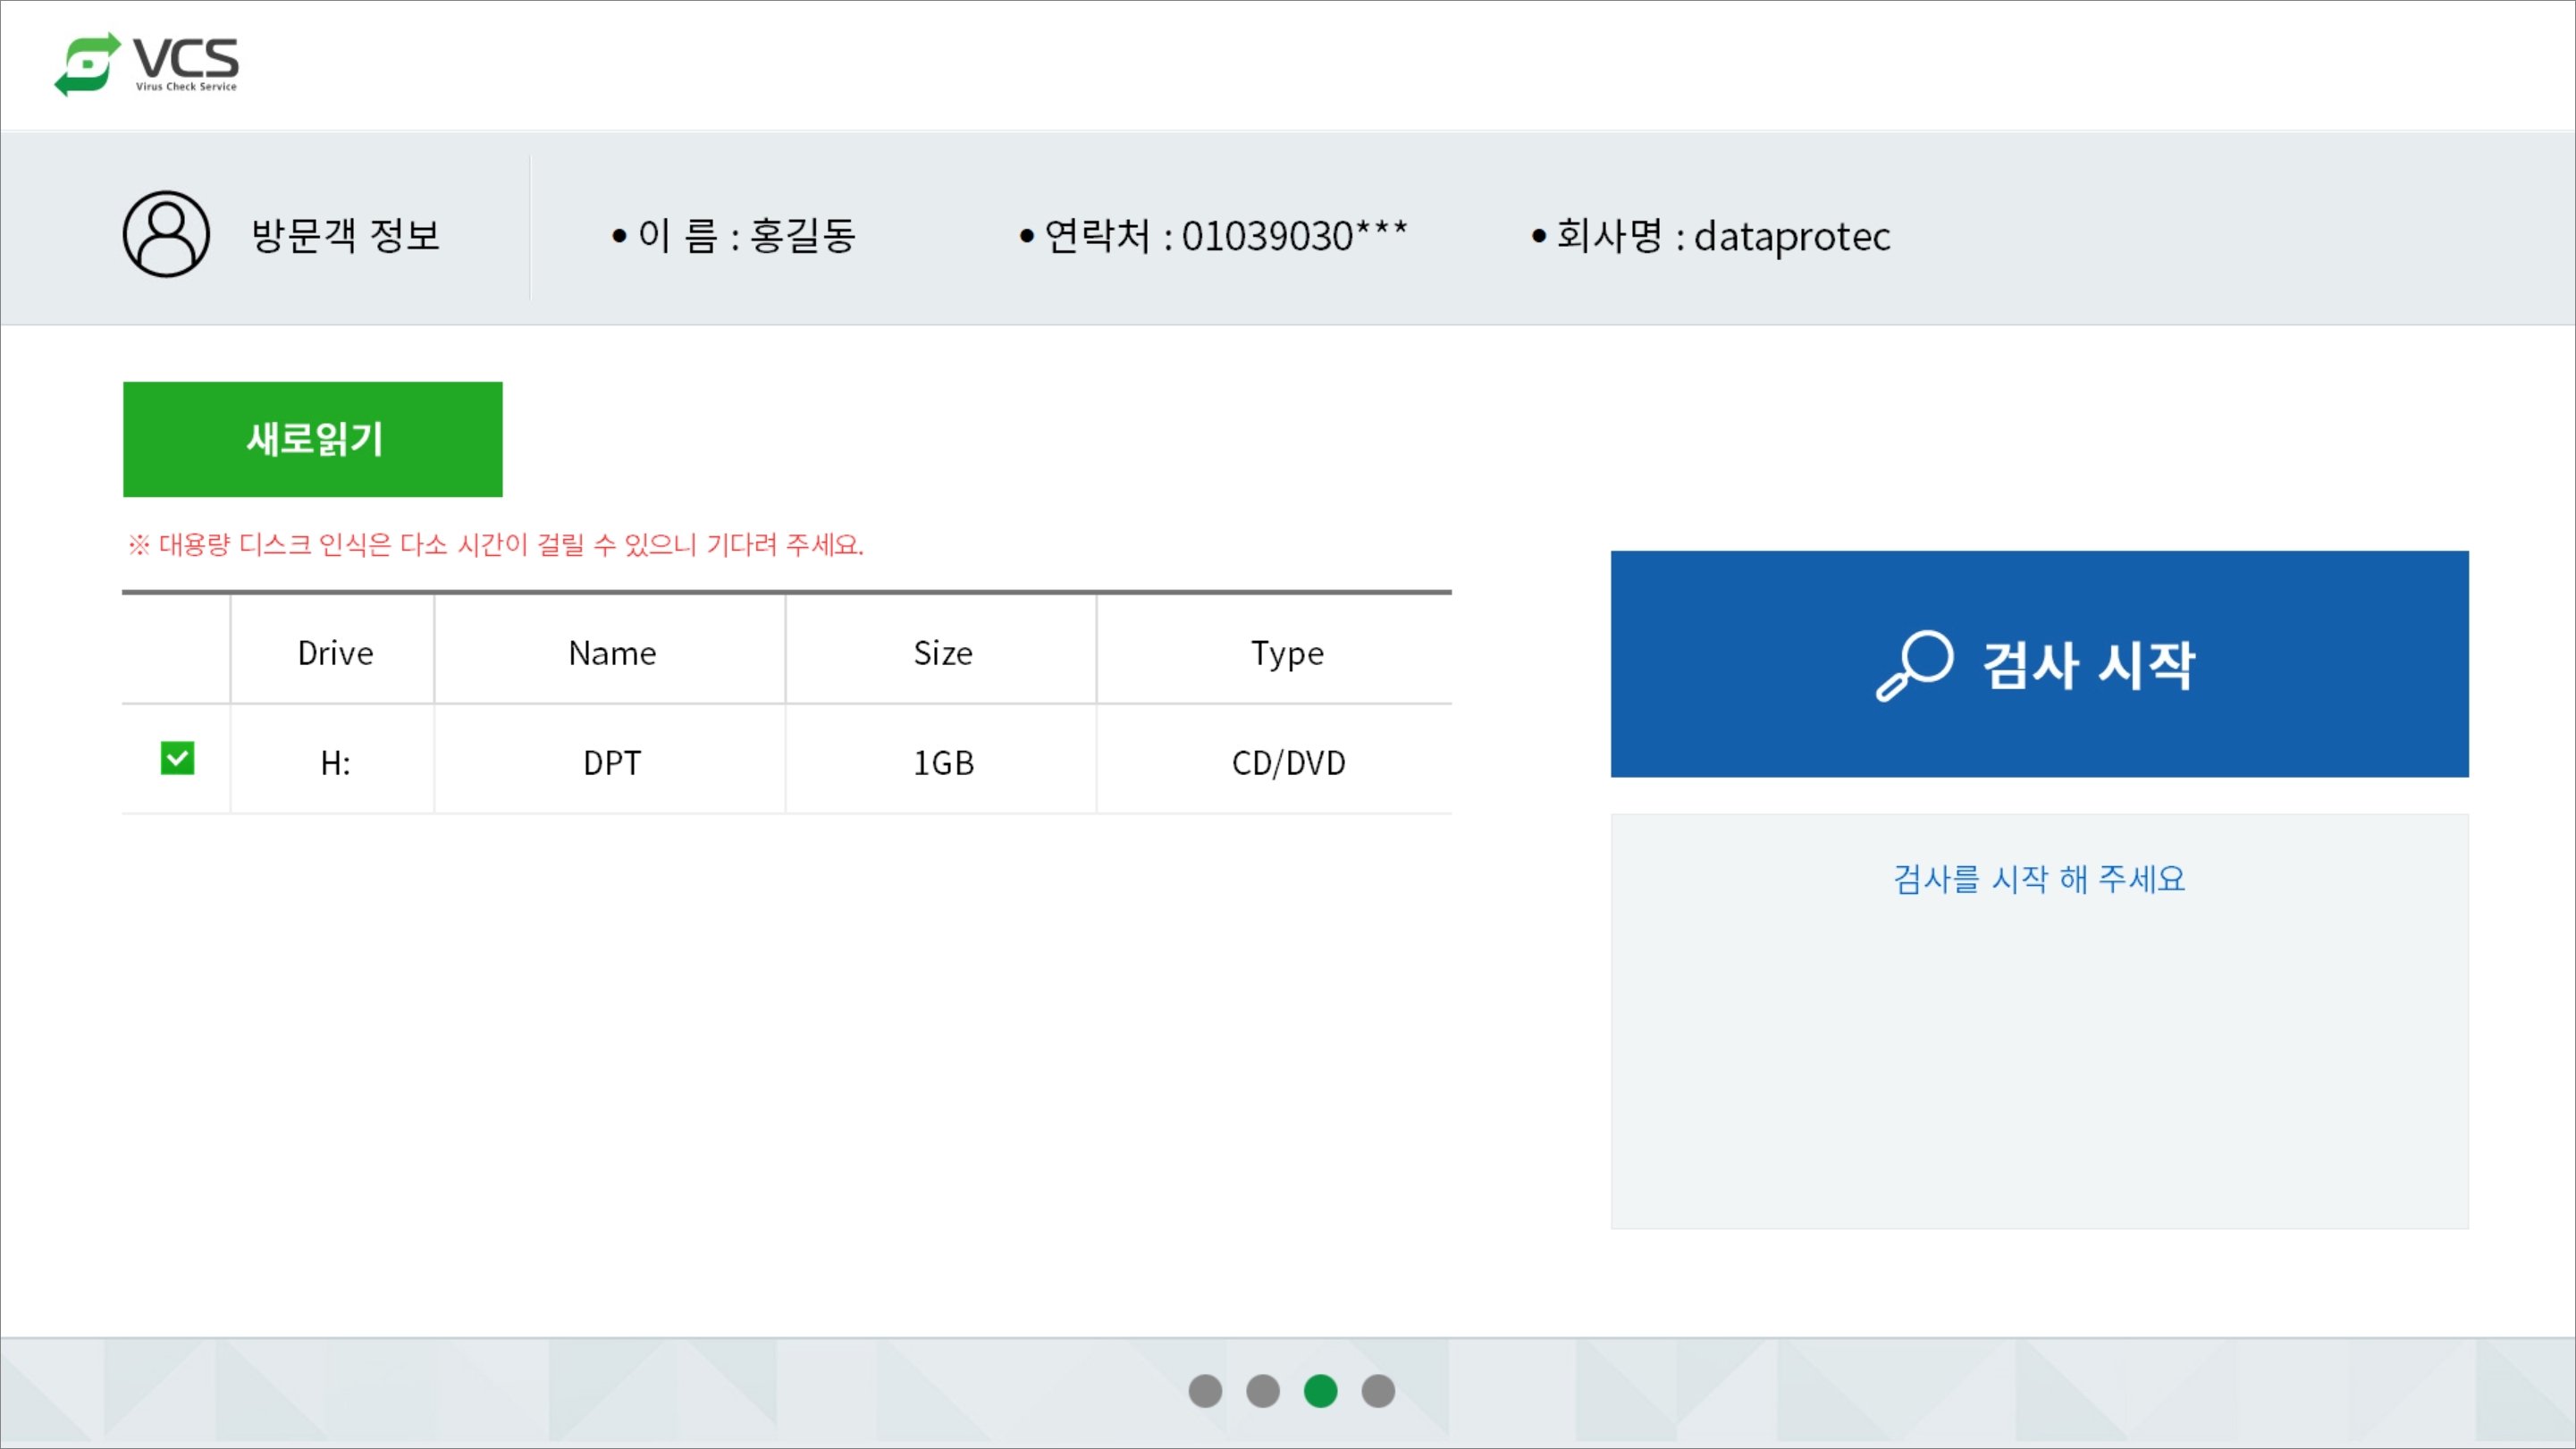 VCS
Virus Check Service
방문객 정보
• 이 름 : 홍길동
• 연락처 : 01039030***
• 회사명 : dataprotec
새로읽기
※ 대용량 디스크 인식은 다소 시간이 걸릴 수 있으니 기다려 주세요.
Drive Name Size Type
H: DPT 1GB CD/DVD
검사 시작
검사를 시작 해 주세요